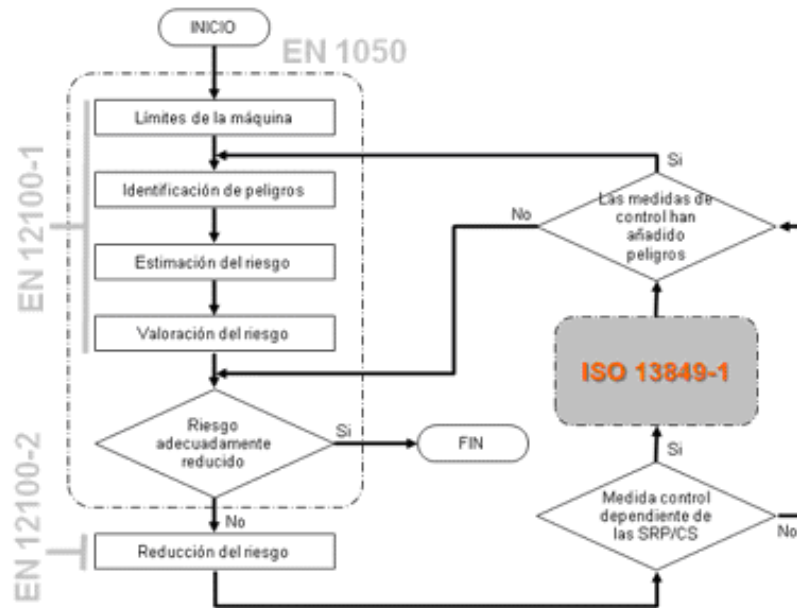 INICIO
EN 1050
Límites de la máquina
EN 12100-1
Identificación de peligros
Estimación del riesgo
Valoración del riesgo
Riesgo
adecuadamente
reducido
Si
FIN
No
EN 12100-2
Reducción del riesgo
Si
Las medidas de
control han
añadido
peligros
No
ISO 13849-1
Si
Medida control
dependiente de
las SRP/CS
No